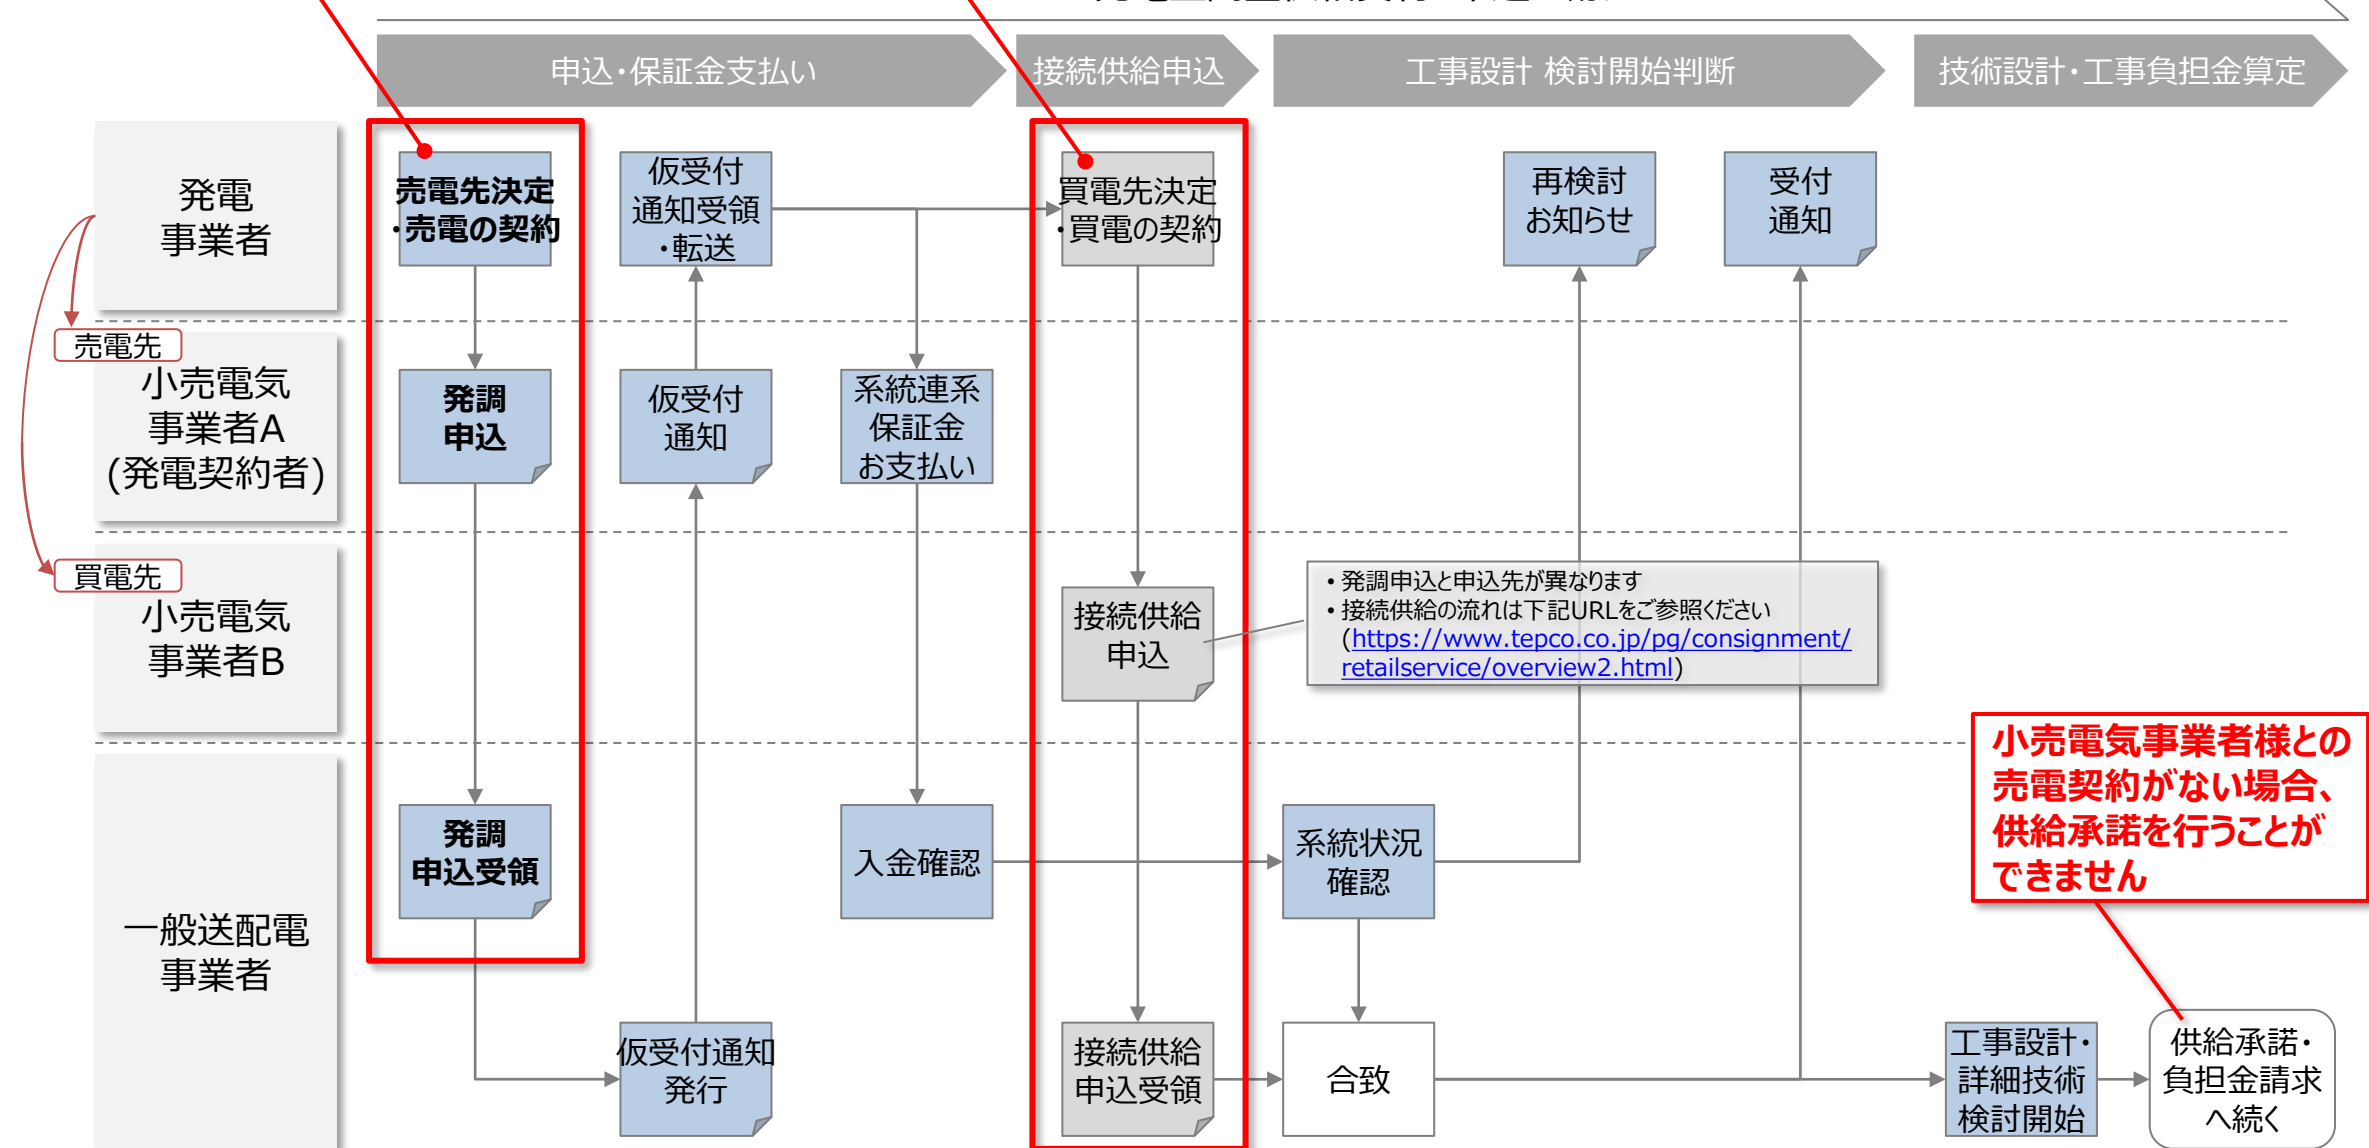 申込・保証金支払い
接続供給申込
工事設計 検討開始判断
技術設計・工事負担金算定
発電
事業者
売電先決定
・売電の契約
仮受付
通知受領
・転送
買電先決定
・買電の契約
再検討
お知らせ
受付
通知
売電先
小売電気
事業者A
(発電契約者)
発調
申込
仮受付
通知
系統連系
保証金
お支払い
買電先
小売電気
事業者B
接続供給
申込
・発調申込と申込先が異なります
・接続供給の流れは下記URLをご参照ください
(https://www.tepco.co.jp/pg/consignment/
retailservice/overview2.html)
小売電気事業者様との
売電契約がない場合、
供給承諾を行うことが
できません
一般送配電
事業者
発調
申込受領
入金確認
系統状況
確認
仮受付通知
発行
接続供給
申込受領
合致
工事設計・
詳細技術
検討開始
供給承諾・
負担金請求
へ続く